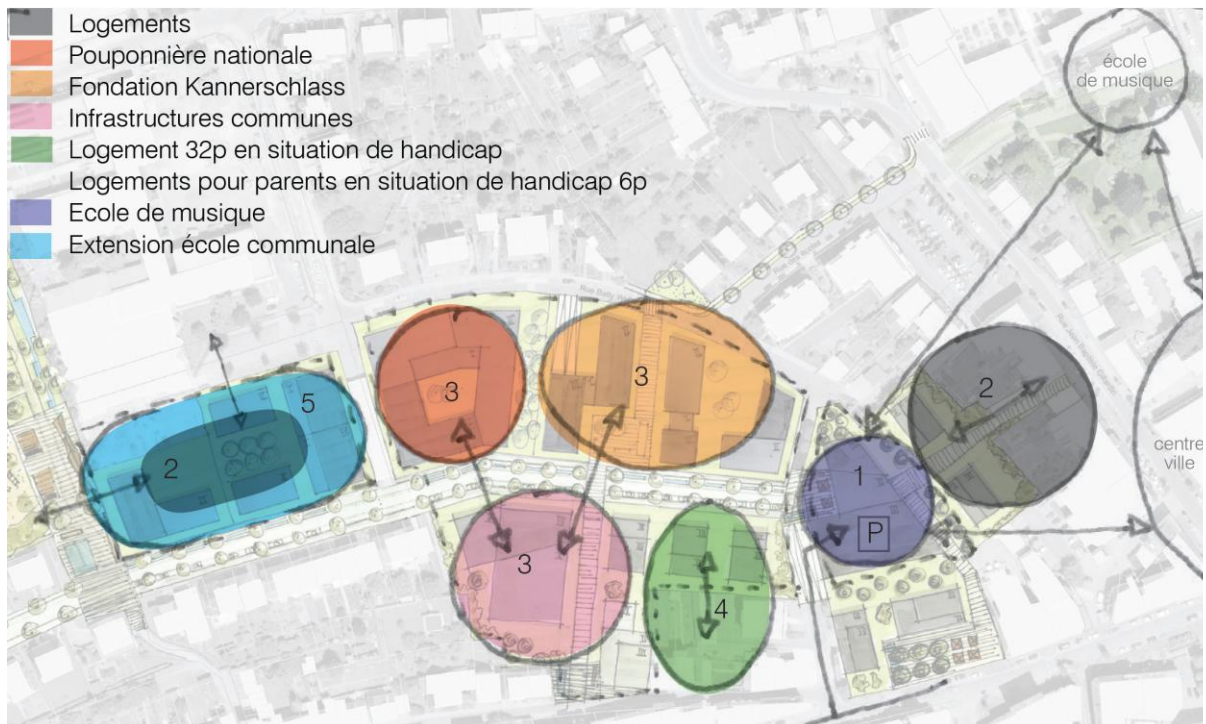 Logements
Pouponnière nationale
Fondation Kannerschlass
Infrastructures communes
Logement 32p en situation de handicap
Logements pour parents en situation de handicap 6p
Ecole de musique
Extension école communale
école
de musique
3
3
5
2
2
1
centre
ville
P
3
4